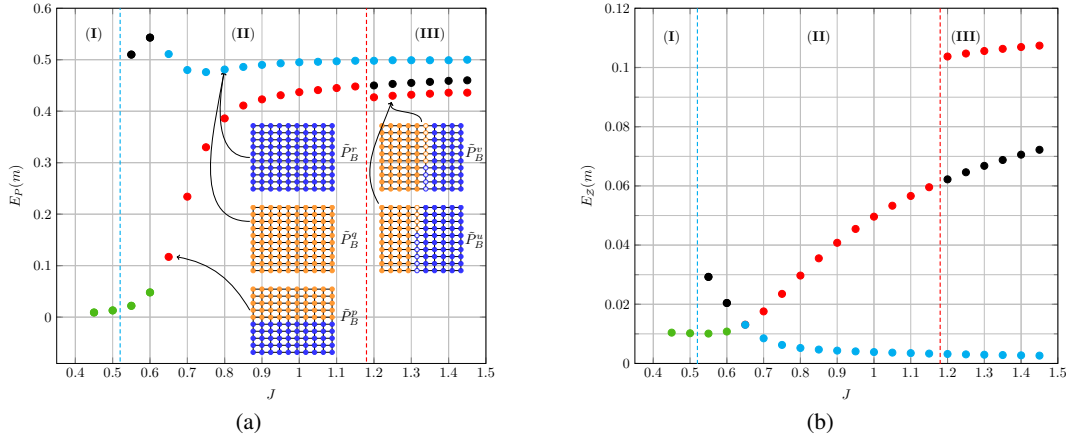 (I)
(II)
(III)
0.6
0.5
0.4
0.3
0.2
0.1
0
E_P(m)
P̃_B^r
P̃_B^v
P̃_B^q
P̃_B^u
P̃_B^p
0.4 0.5 0.6 0.7 0.8 0.9 1 1.1 1.2 1.3 1.4 1.5
J
(a)
(I)
(II)
(III)
0.12
0.1
0.08
0.06
0.04
0.02
0
E_Z(m)
0.4 0.5 0.6 0.7 0.8 0.9 1 1.1 1.2 1.3 1.4 1.5
J
(b)